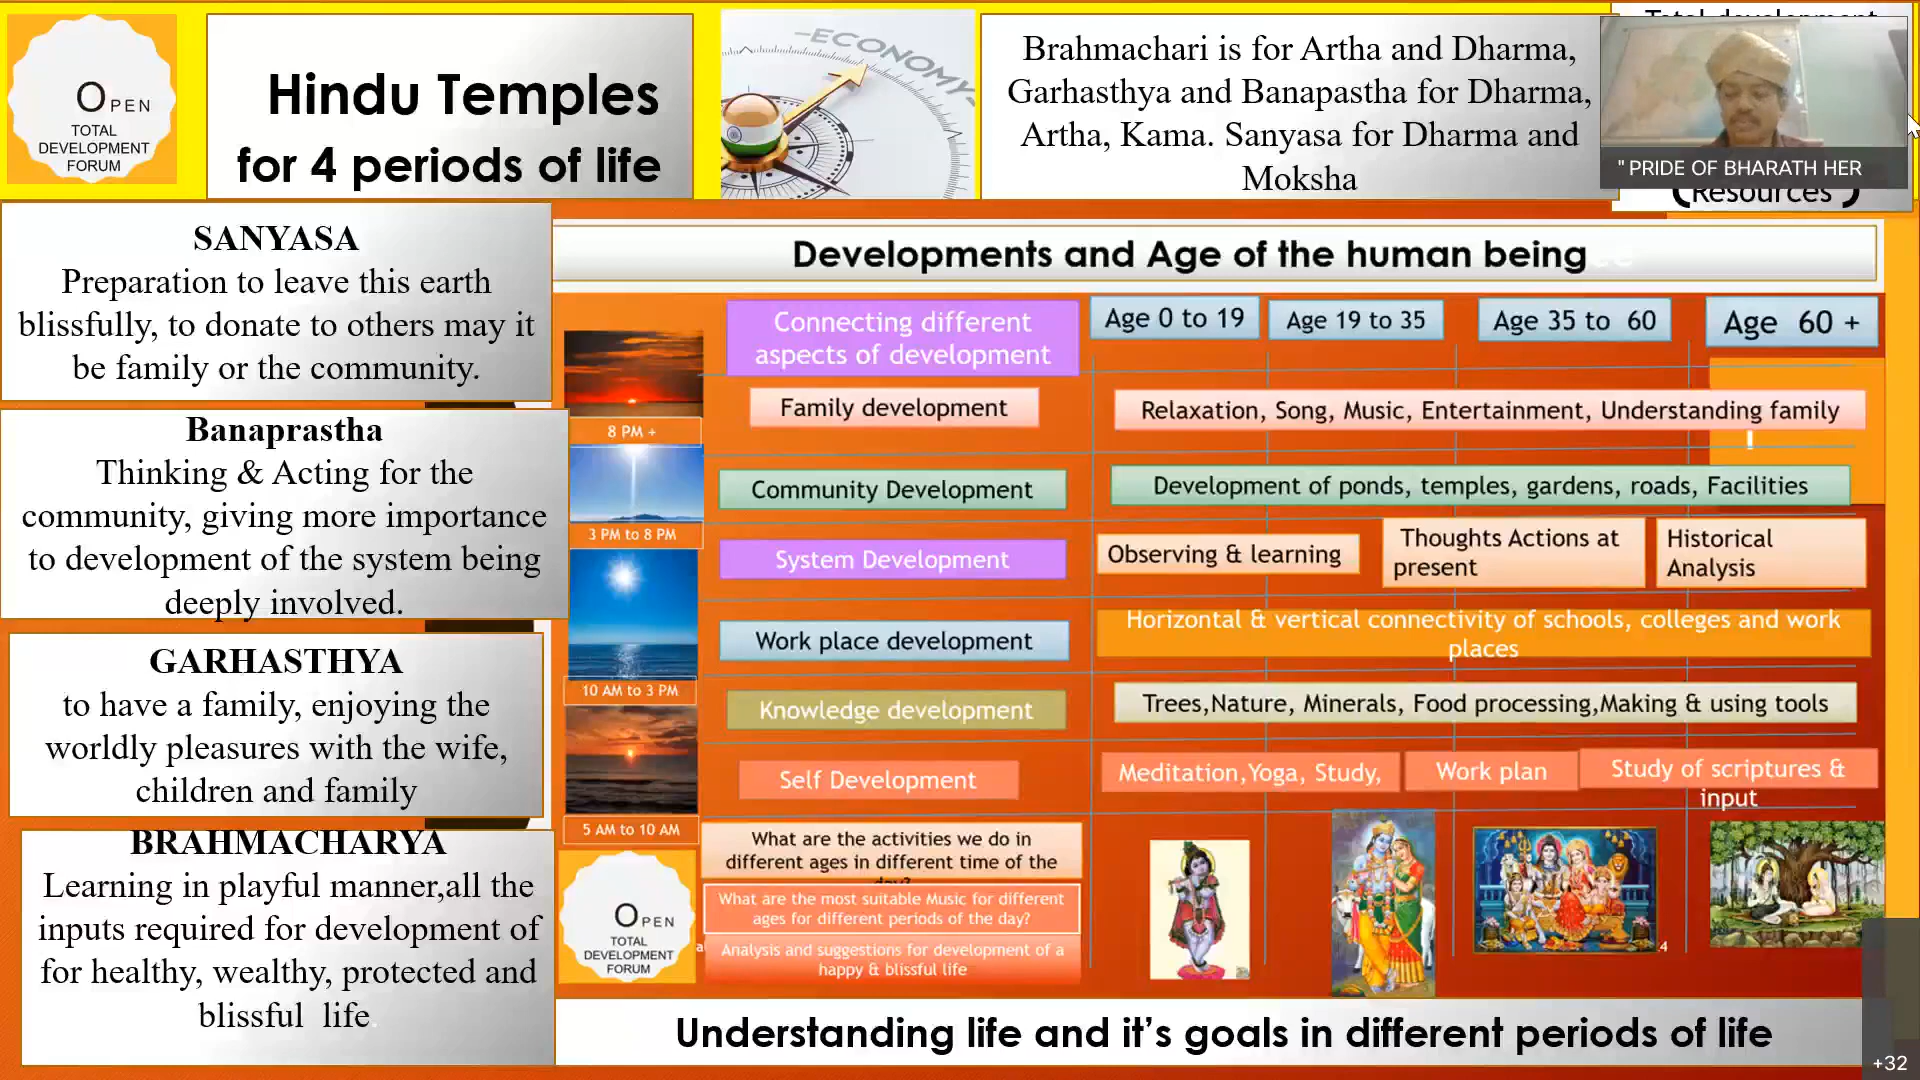 OPEN
TOTAL
DEVELOPMENT
FORUM
Hindu Temples
for 4 periods of life
ECONOMY
Brahmachari is for Artha and Dharma,
Garhasthya and Banapastha for Dharma,
Artha, Kama. Sanyasa for Dharma and
Moksha
Total development
" PRIDE OF BHARATH HER
(Resources )
SANYASA
Preparation to leave this earth
blissfully, to donate to others may it
be family or the community.
Banaprastha
Thinking & Acting for the
community, giving more importance
to development of the system being
deeply involved.
GARHASTHYA
to have a family, enjoying the
worldly pleasures with the wife,
children and family
BRAHMACHARYA
Learning in playful manner,all the
inputs required for development of
for healthy, wealthy, protected and
blissful life.
Developments and Age of the human being
Connecting different
aspects of development
Age 0 to 19
Age 19 to 35
Age 35 to 60
Age 60 +
8 PM +
Family development
Relaxation, Song, Music, Entertainment, Understanding family
!
3 PM to 8 PM
Community Development
Development of ponds, temples, gardens, roads, Facilities
System Development
Observing & learning
Thoughts Actions at
present
Historical
Analysis
10 AM to 3 PM
Work place development
Horizontal & vertical connectivity of schools, colleges and work
places
Knowledge development
Trees,Nature, Minerals, Food processing,Making & using tools
5 AM to 10 AM
Self Development
Meditation,Yoga, Study,
Work plan
Study of scriptures &
input
OPEN
TOTAL
DEVELOPMENT
FORUM
What are the activities we do in
different ages in different time of the
day?
What are the most suitable Music for different
ages for different periods of the day?
Analysis and suggestions for development of a
happy & blissful life
4
Understanding life and it's goals in different periods of life
+32